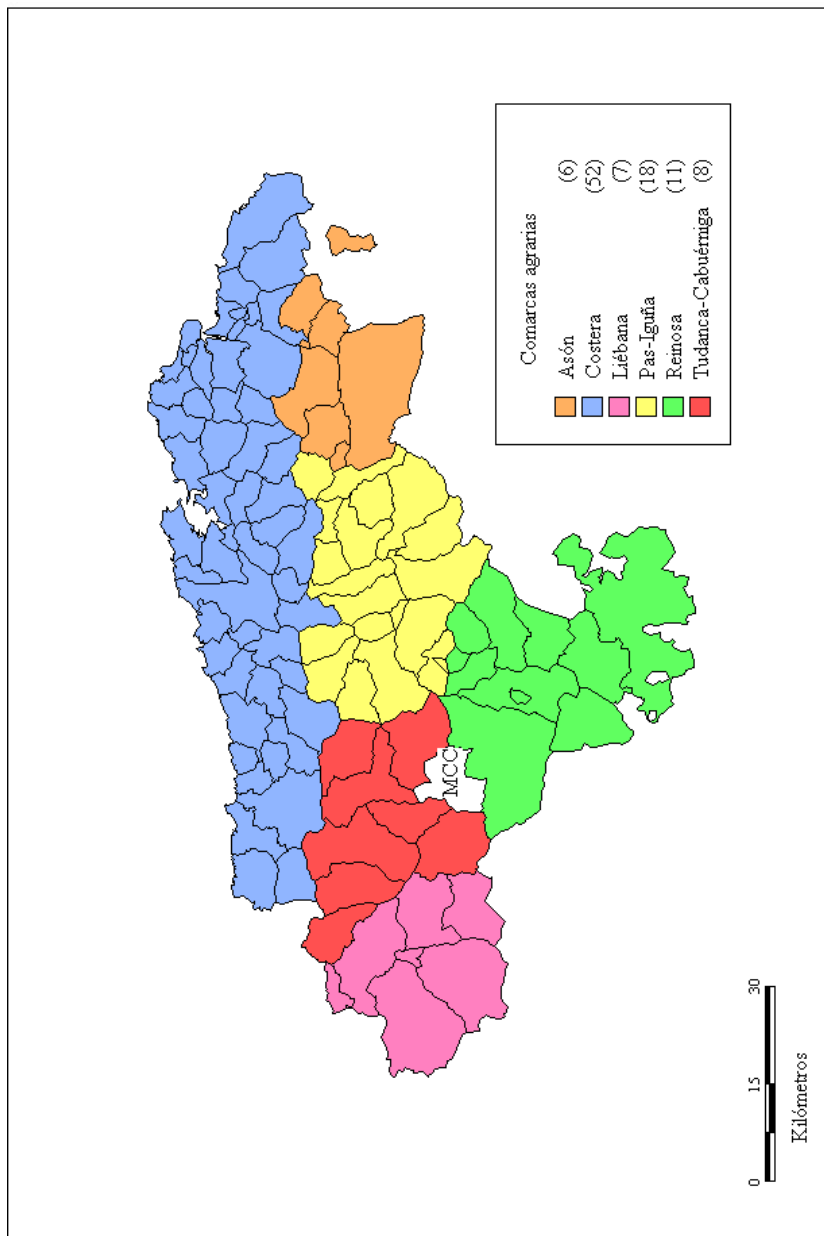 MCC
Comarcas agrarias
Asón (6)
Costera (52)
Liébana (7)
Pas-Iguña (18)
Reinosa (11)
Tudanca-Cabuérniga (8)
0 15 30
Kilómetros